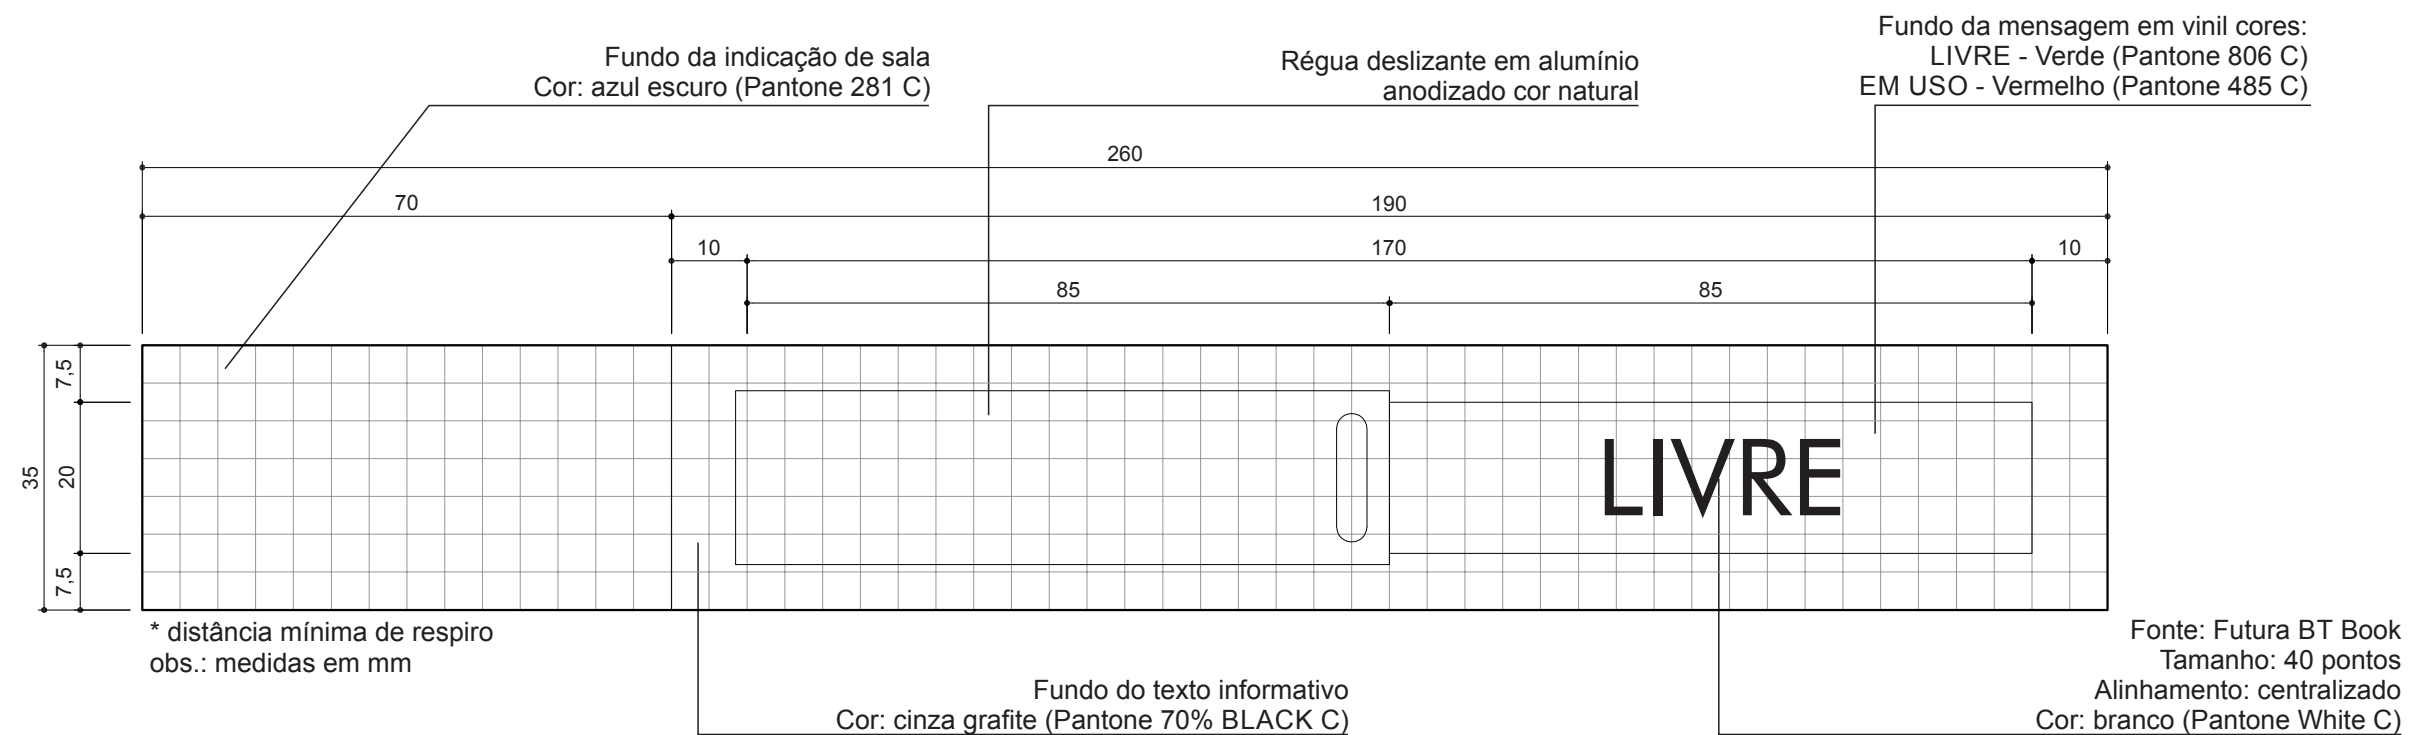 Fundo da indicação de sala
Cor: azul escuro (Pantone 281 C)
Régua deslizante em alumínio
anodizado cor natural
Fundo da mensagem em vinil cores:
LIVRE - Verde (Pantone 806 C)
EM USO - Vermelho (Pantone 485 C)
260
70
190
10
170
10
85
85
7,5
35
20
7,5
LIVRE
* distância mínima de respiro
obs.: medidas em mm
Fundo do texto informativo
Cor: cinza grafite (Pantone 70% BLACK C)
Fonte: Futura BT Book
Tamanho: 40 pontos
Alinhamento: centralizado
Cor: branco (Pantone White C)